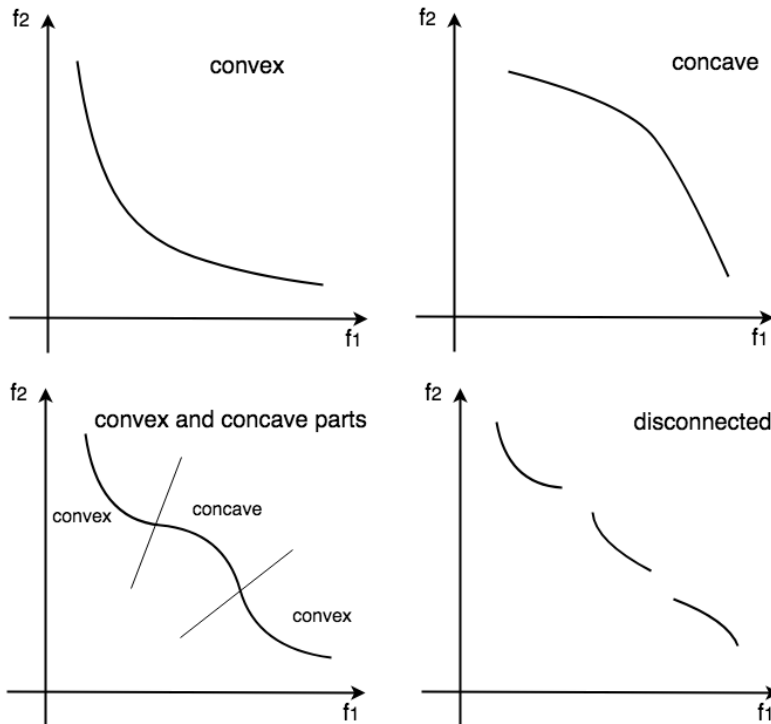 f2
convex
f1
f2
concave
f1
f2
convex and concave parts
convex
concave
convex
f1
f2
disconnected
f1